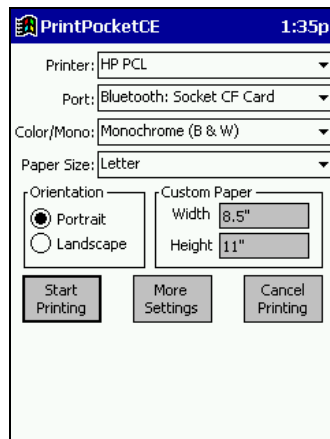 PrintPocketCE 1:35p
Printer: HP PCL
Port: Bluetooth: Socket CF Card
Color/Mono: Monochrome (B & W)
Paper Size: Letter
Orientation Custom Paper
Portrait Width 8.5"
Landscape Height 11"
Start More Cancel
Printing Settings Printing